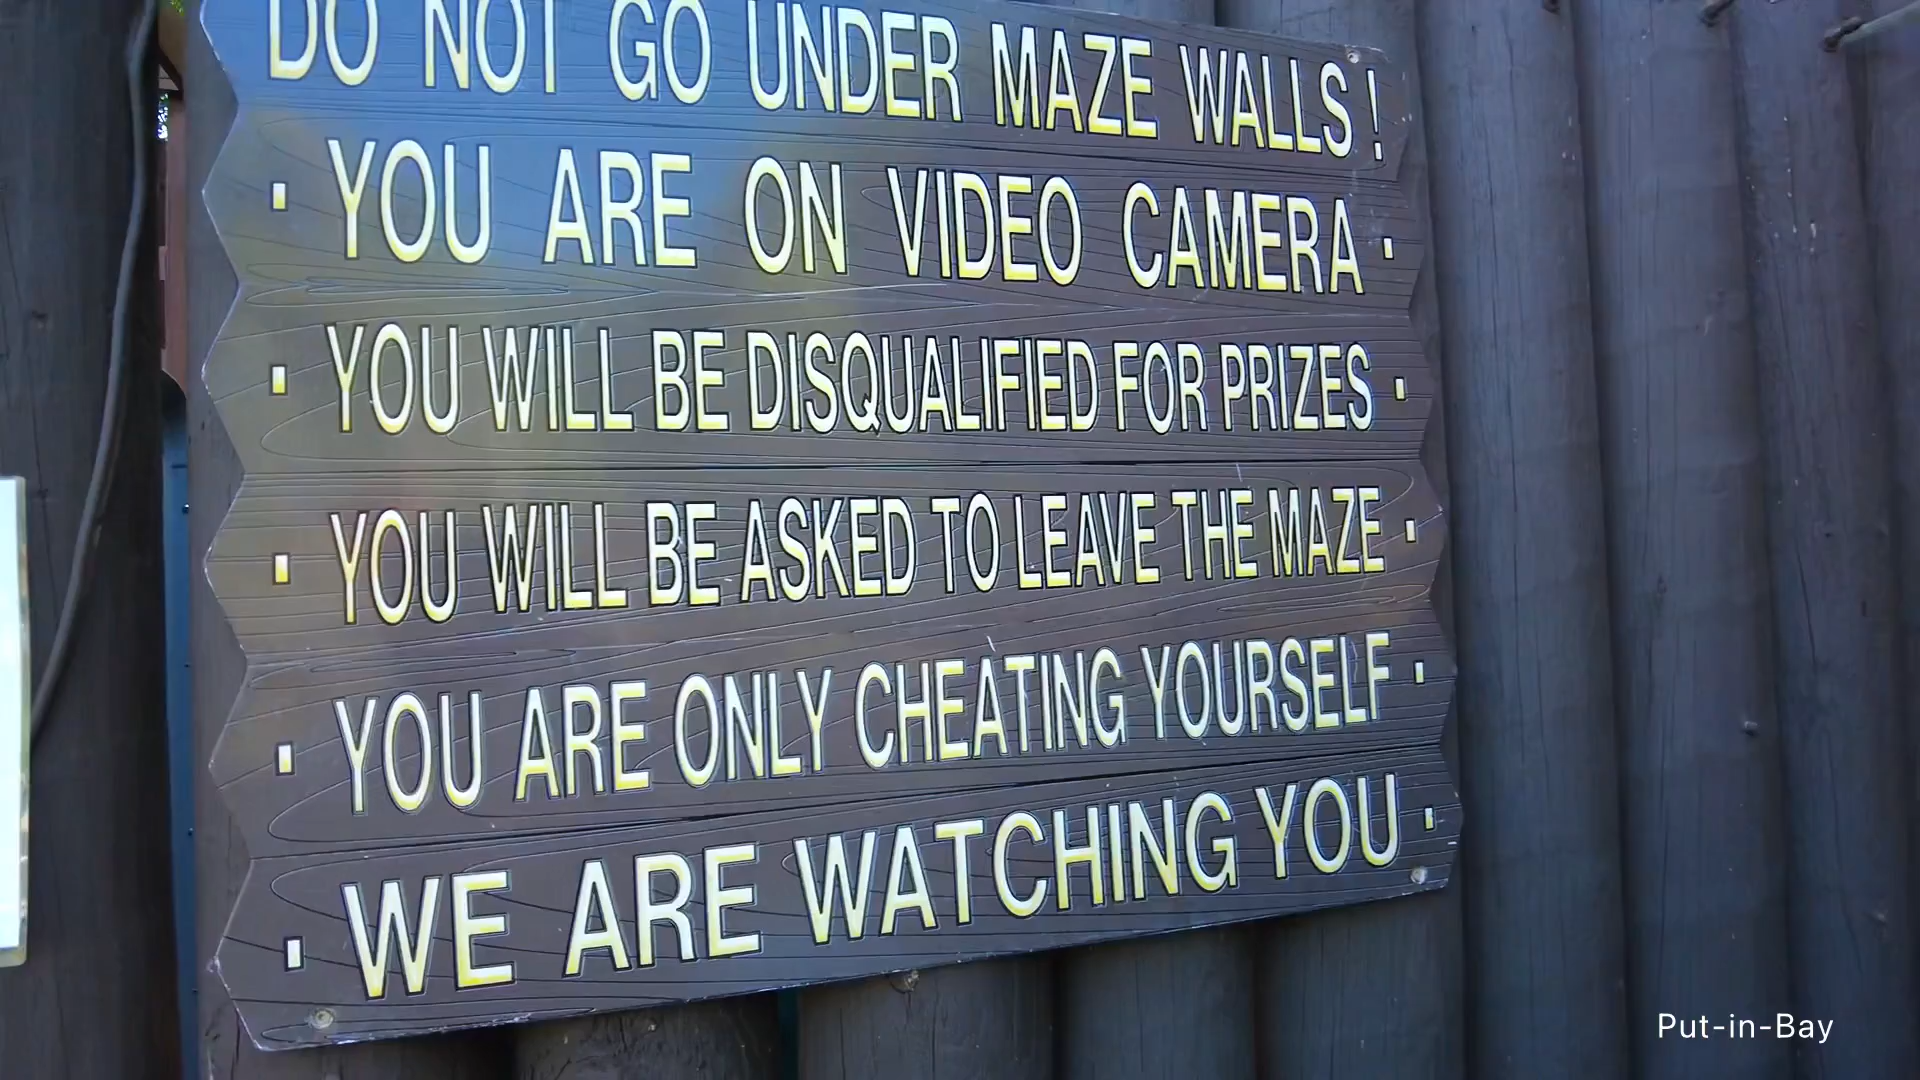 DO NOT GO UNDER MAZE WALLS !
· YOU ARE ON VIDEO CAMERA ·
· YOU WILL BE DISQUALIFIED FOR PRIZES ·
· YOU WILL BE ASKED TO LEAVE THE MAZE ·
· YOU ARE ONLY CHEATING YOURSELF ·
· WE ARE WATCHING YOU ·
Put-in-Bay